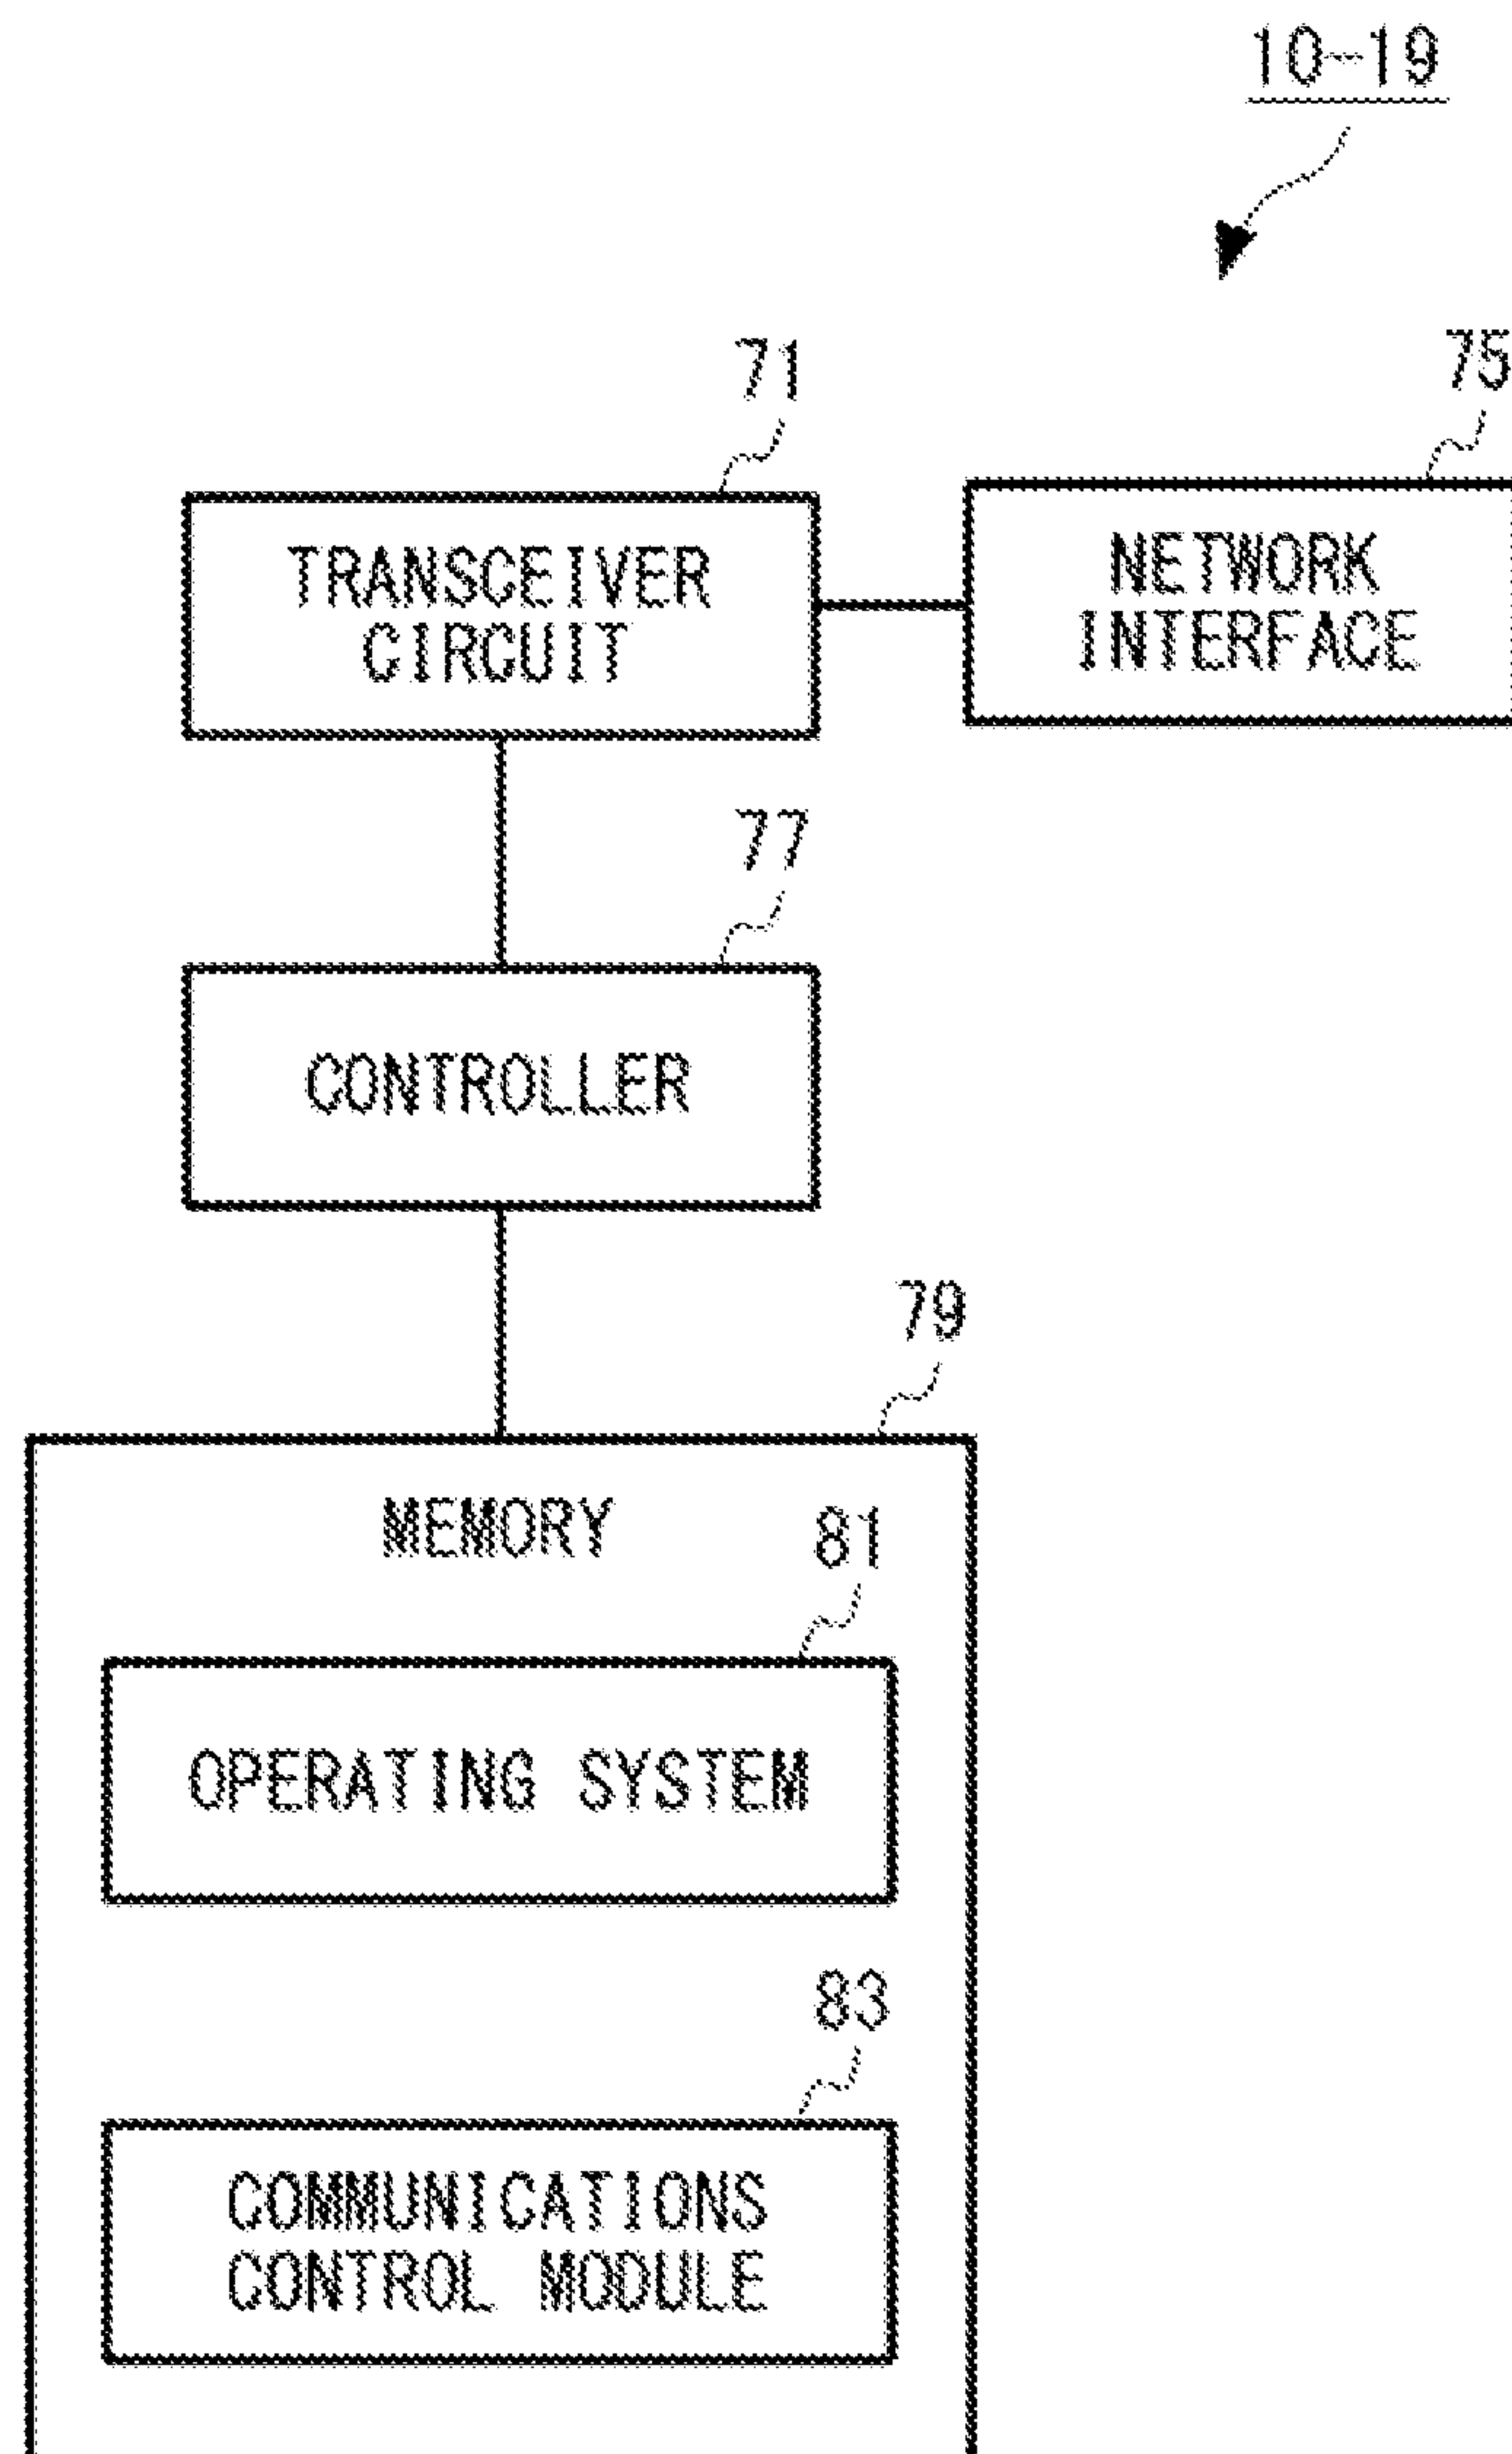 10-19
71
75
TRANSCEIVER
CIRCUIT
NETWORK
INTERFACE
77
CONTROLLER
79
MEMORY
81
OPERATING SYSTEM
83
COMMUNICATIONS
CONTROL MODULE